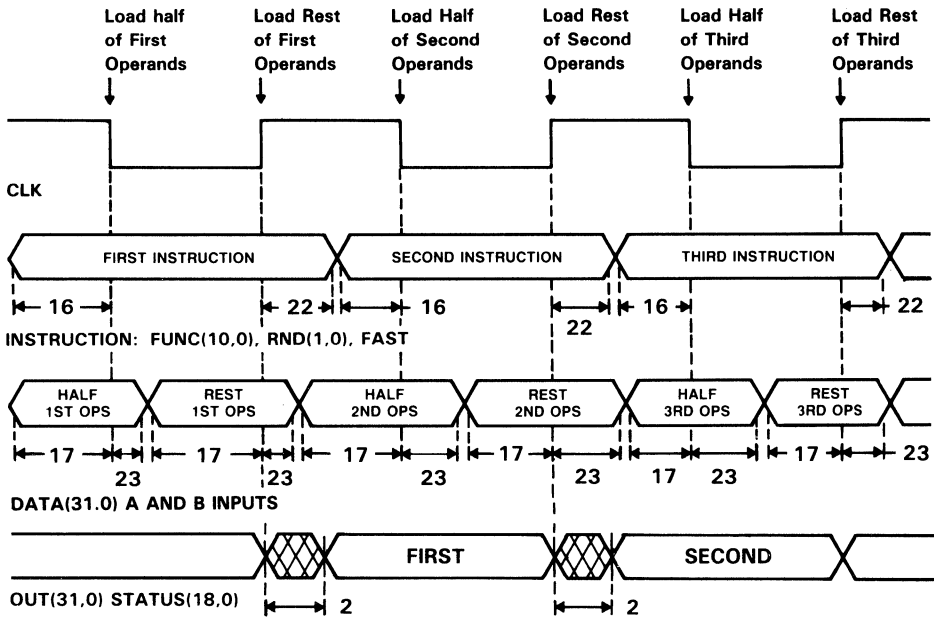 Load half
of First
Operands
Load Rest
of First
Operands
Load Half
of Second
Operands
Load Rest
of Second
Operands
Load Half
of Third
Operands
Load Rest
of Third
Operands
CLK
FIRST INSTRUCTION
SECOND INSTRUCTION
THIRD INSTRUCTION
16
22
16
22
16
22
INSTRUCTION: FUNC(10,0), RND(1,0), FAST
HALF
1ST OPS
REST
1ST OPS
HALF
2ND OPS
REST
2ND OPS
HALF
3RD OPS
REST
3RD OPS
17
23
17
23
17
23
17
23
17
23
17
23
DATA(31.0) A AND B INPUTS
FIRST
SECOND
OUT(31,0) STATUS(18,0)
2
2